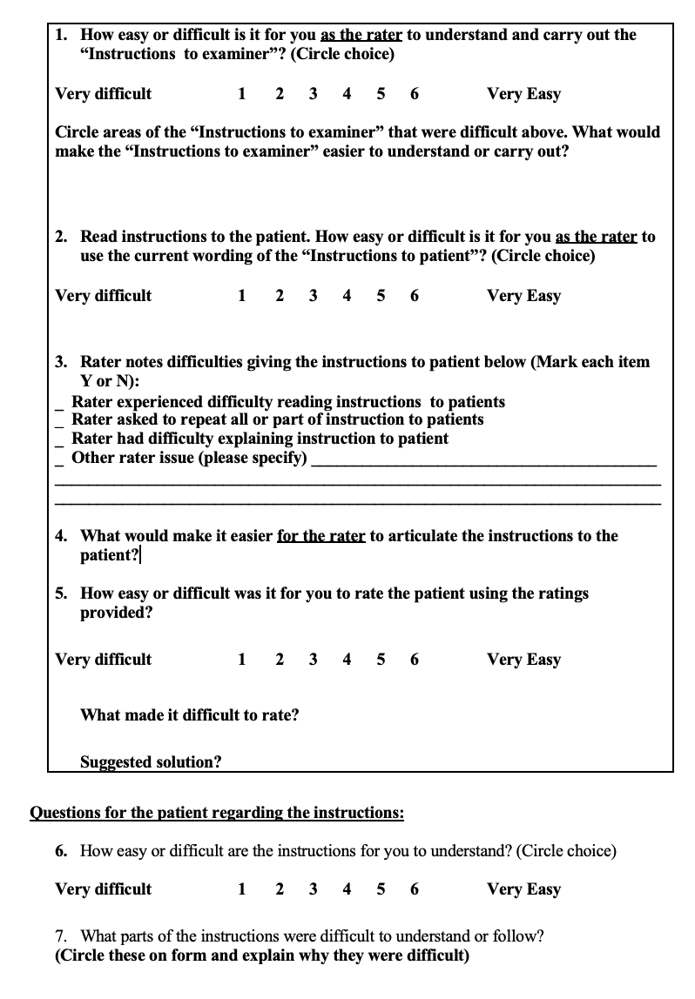 1. How easy or difficult is it for you as the rater to understand and carry out the
“Instructions to examiner”? (Circle choice)
Very difficult 1 2 3 4 5 6 Very Easy
Circle areas of the “Instructions to examiner” that were difficult above. What would
make the “Instructions to examiner” easier to understand or carry out?
2. Read instructions to the patient. How easy or difficult is it for you as the rater to
use the current wording of the “Instructions to patient”? (Circle choice)
Very difficult 1 2 3 4 5 6 Very Easy
3. Rater notes difficulties giving the instructions to patient below (Mark each item
Y or N):
_ Rater experienced difficulty reading instructions to patients
_ Rater asked to repeat all or part of instruction to patients
_ Rater had difficulty explaining instruction to patient
_ Other rater issue (please specify) ____________________
4. What would make it easier for the rater to articulate the instructions to the
patient?
5. How easy or difficult was it for you to rate the patient using the ratings
provided?
Very difficult 1 2 3 4 5 6 Very Easy
What made it difficult to rate?
Suggested solution?
Questions for the patient regarding the instructions:
6. How easy or difficult are the instructions for you to understand? (Circle choice)
Very difficult 1 2 3 4 5 6 Very Easy
7. What parts of the instructions were difficult to understand or follow?
(Circle these on form and explain why they were difficult)